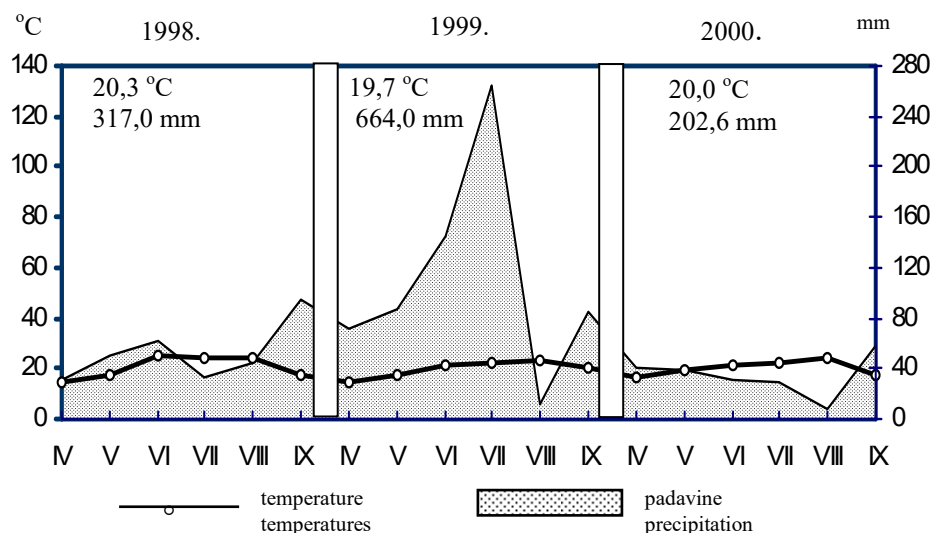 °C 1998. 1999. 2000. mm
140 280
20,3 °C 19,7 °C 20,0 °C
317,0 mm 664,0 mm 202,6 mm
120 240
100 200
80 160
60 120
40 80
20 40
0 0
IV V VI VII VIII IX IV V VI VII VIII IX IV V VI VII VIII IX
temperature padavine
temperatures precipitation